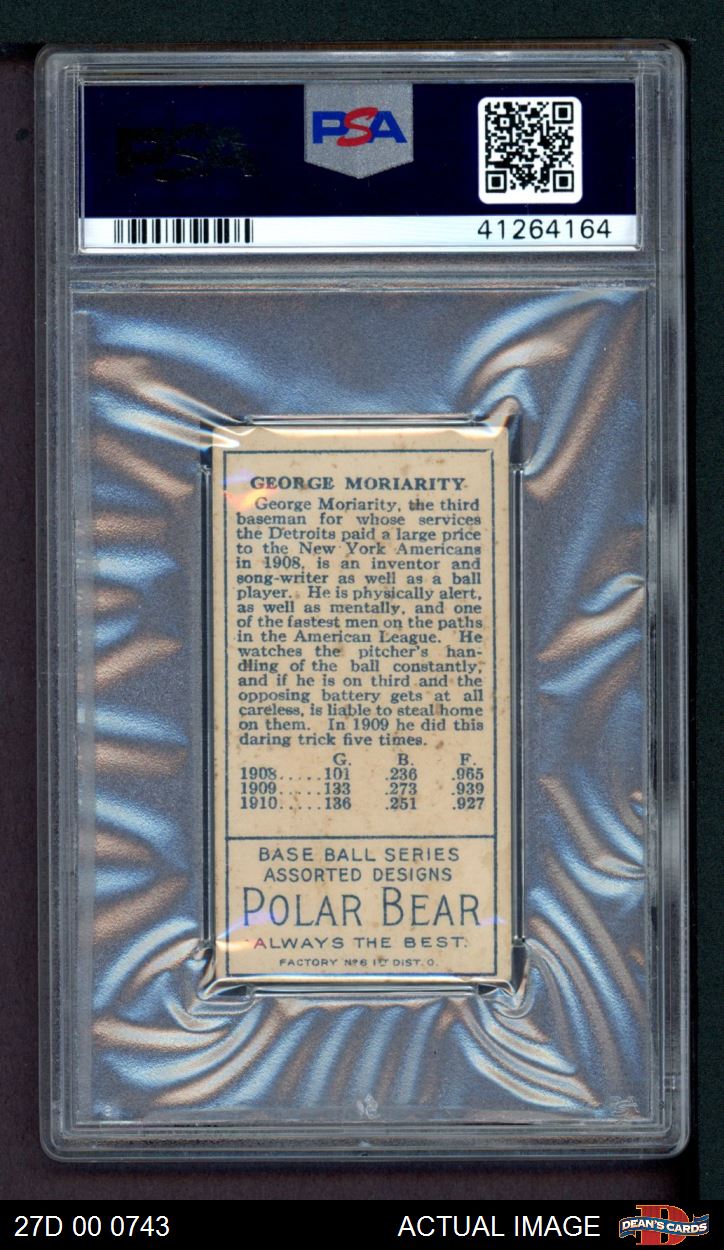 PSA
41264164
GEORGE MORIARITY
George Moriarity, the third
baseman for whose services
the Detroits paid a large price
to the New York Americans
in 1908, is an inventor and
song-writer as well as a ball
player. He is physically alert,
as well as mentally, and one
of the fastest men on the paths
in the American League. He
watches the pitcher's han-
dling of the ball constantly,
and if he is on third and the
opposing battery gets at all
careless, is liable to steal home
on them. In 1909 he did this
daring trick five times.
G. B. F.
1908.....101 .236 .965
1909.....133 .273 .939
1910.....136 .251 .927
BASE BALL SERIES
ASSORTED DESIGNS
POLAR BEAR
ALWAYS THE BEST.
FACTORY Nº 6 1ST DIST. O.
27D 00 0743
ACTUAL IMAGE
DEAN'S CARDS